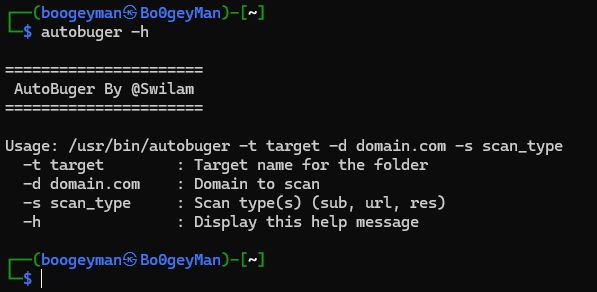 ┌──(boogeyman㉿Bo0geyMan)-[~]
└─$ autobuger -h
======================
AutoBuger By @Swilam
======================
Usage: /usr/bin/autobuger -t target -d domain.com -s scan_type
-t target : Target name for the folder
-d domain.com : Domain to scan
-s scan_type : Scan type(s) (sub, url, res)
-h : Display this help message
┌──(boogeyman㉿Bo0geyMan)-[~]
└─$